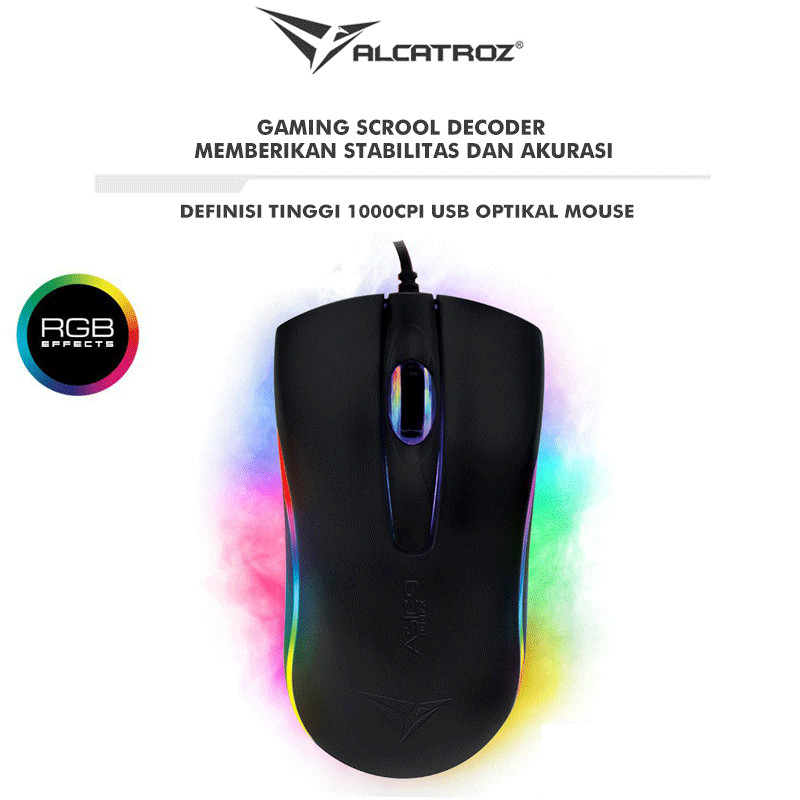 ALCATROZ®
GAMING SCROOL DECODER
MEMBERIKAN STABILITAS DAN AKURASI
DEFINISI TINGGI 1000CPI USB OPTIKAL MOUSE
RGB
EFFECTS